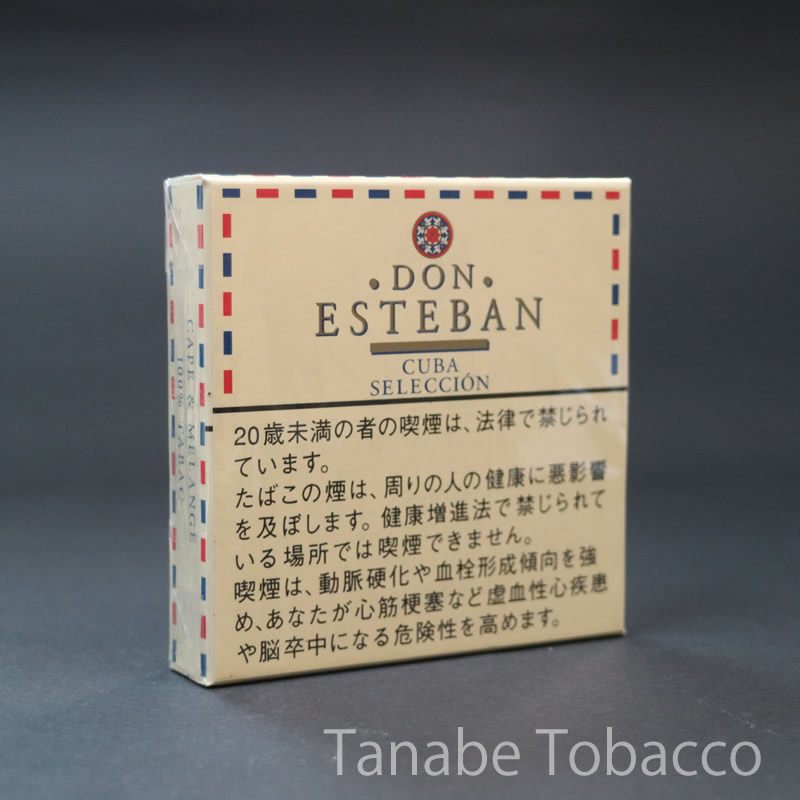 • DON •
ESTEBAN
CUBA
SELECCIÓN
20歳未満の者の喫煙は、法律で禁じられ
ています。
たばこの煙は、周りの人の健康に悪影響
を及ぼします。健康増進法で禁じられて
いる場所では喫煙できません。
喫煙は、動脈硬化や血栓形成傾向を強
め、あなたが心筋梗塞など虚血性心疾患
や脳卒中になる危険性を高めます。
CAPE & MELANGE
100% TABAC
Tanabe Tobacco